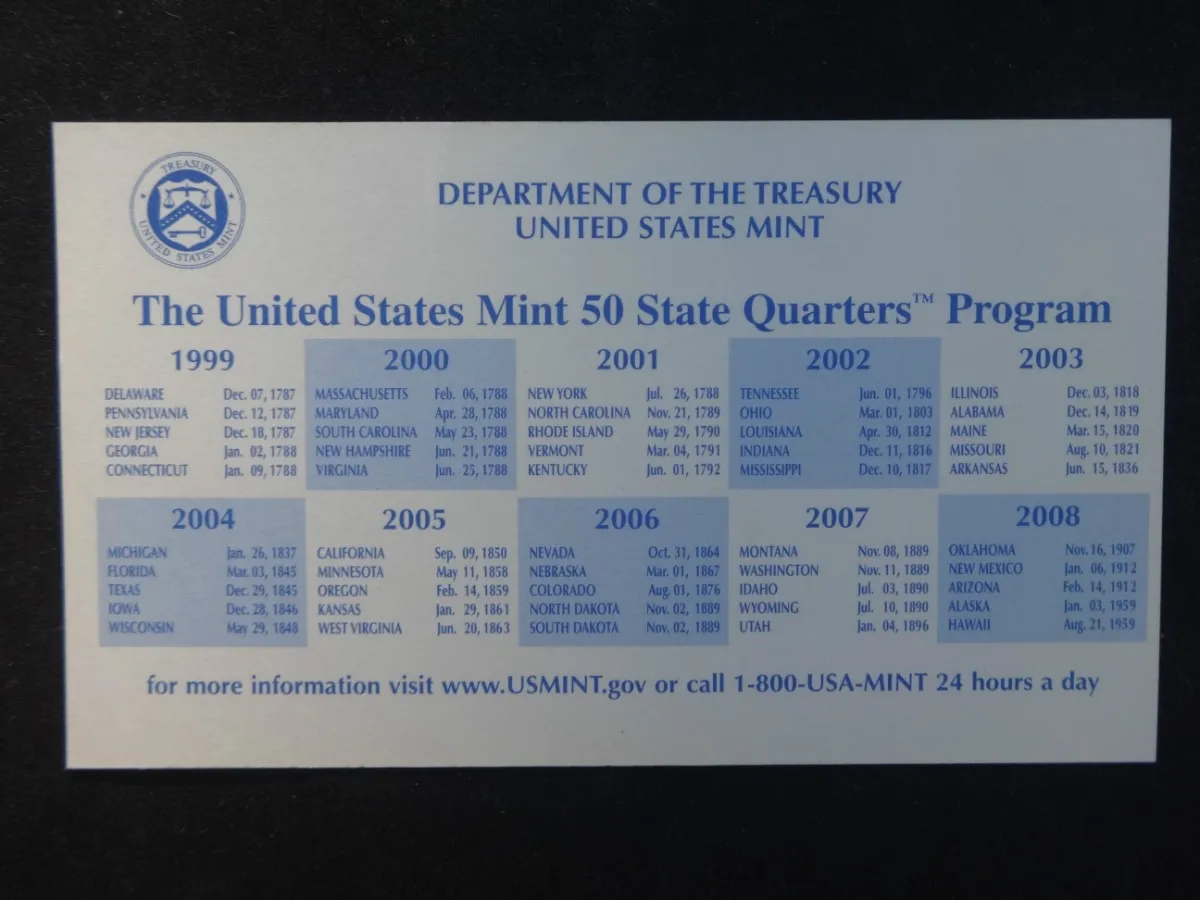 TREASURY
UNITED STATES MINT
DEPARTMENT OF THE TREASURY
UNITED STATES MINT
The United States Mint 50 State Quarters™ Program
1999
DELAWARE Dec. 07, 1787
PENNSYLVANIA Dec. 12, 1787
NEW JERSEY Dec. 18, 1787
GEORGIA Jan. 02, 1788
CONNECTICUT Jan. 09, 1788
2000
MASSACHUSETTS Feb. 06, 1788
MARYLAND Apr. 28, 1788
SOUTH CAROLINA May 23, 1788
NEW HAMPSHIRE Jun. 21, 1788
VIRGINIA Jun. 25, 1788
2001
NEW YORK Jul. 26, 1788
NORTH CAROLINA Nov. 21, 1789
RHODE ISLAND May 29, 1790
VERMONT Mar. 04, 1791
KENTUCKY Jun. 01, 1792
2002
TENNESSEE Jun. 01, 1796
OHIO Mar. 01, 1803
LOUISIANA Apr. 30, 1812
INDIANA Dec. 11, 1816
MISSISSIPPI Dec. 10, 1817
2003
ILLINOIS Dec. 03, 1818
ALABAMA Dec. 14, 1819
MAINE Mar. 15, 1820
MISSOURI Aug. 10, 1821
ARKANSAS Jun. 15, 1836
2004
MICHIGAN Jan. 26, 1837
FLORIDA Mar. 03, 1845
TEXAS Dec. 29, 1845
IOWA Dec. 28, 1846
WISCONSIN May 29, 1848
2005
CALIFORNIA Sep. 09, 1850
MINNESOTA May 11, 1858
OREGON Feb. 14, 1859
KANSAS Jan. 29, 1861
WEST VIRGINIA Jun. 20, 1863
2006
NEVADA Oct. 31, 1864
NEBRASKA Mar. 01, 1867
COLORADO Aug. 01, 1876
NORTH DAKOTA Nov. 02, 1889
SOUTH DAKOTA Nov. 02, 1889
2007
MONTANA Nov. 08, 1889
WASHINGTON Nov. 11, 1889
IDAHO Jul. 03, 1890
WYOMING Jul. 10, 1890
UTAH Jan. 04, 1896
2008
OKLAHOMA Nov. 16, 1907
NEW MEXICO Jan. 06, 1912
ARIZONA Feb. 14, 1912
ALASKA Jan. 03, 1959
HAWAII Aug. 21, 1959
for more information visit www.USMINT.gov or call 1-800-USA-MINT 24 hours a day